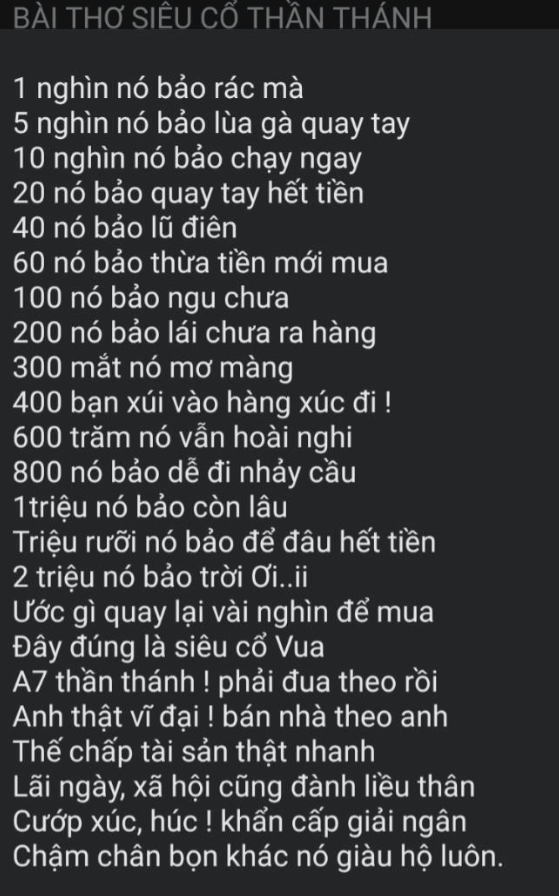 BÀI THƠ SIÊU CỔ THẦN THÁNH
1 nghìn nó bảo rác mà
5 nghìn nó bảo lùa gà quay tay
10 nghìn nó bảo chạy ngay
20 nó bảo quay tay hết tiền
40 nó bảo lũ điên
60 nó bảo thừa tiền mới mua
100 nó bảo ngu chưa
200 nó bảo lái chưa ra hàng
300 mắt nó mơ màng
400 bạn xúi vào hàng xúc đi !
600 trăm nó vẫn hoài nghi
800 nó bảo dễ đi nhảy cầu
1triệu nó bảo còn lâu
Triệu rưỡi nó bảo để đâu hết tiền
2 triệu nó bảo trời Ơi..ii
Ước gì quay lại vài nghìn để mua
Đây đúng là siêu cổ Vua
A7 thần thánh ! phải đua theo rồi
Anh thật vĩ đại ! bán nhà theo anh
Thế chấp tài sản thật nhanh
Lãi ngày, xã hội cũng đành liều thân
Cướp xúc, húc ! khẩn cấp giải ngân
Chậm chân bọn khác nó giàu hộ luôn.